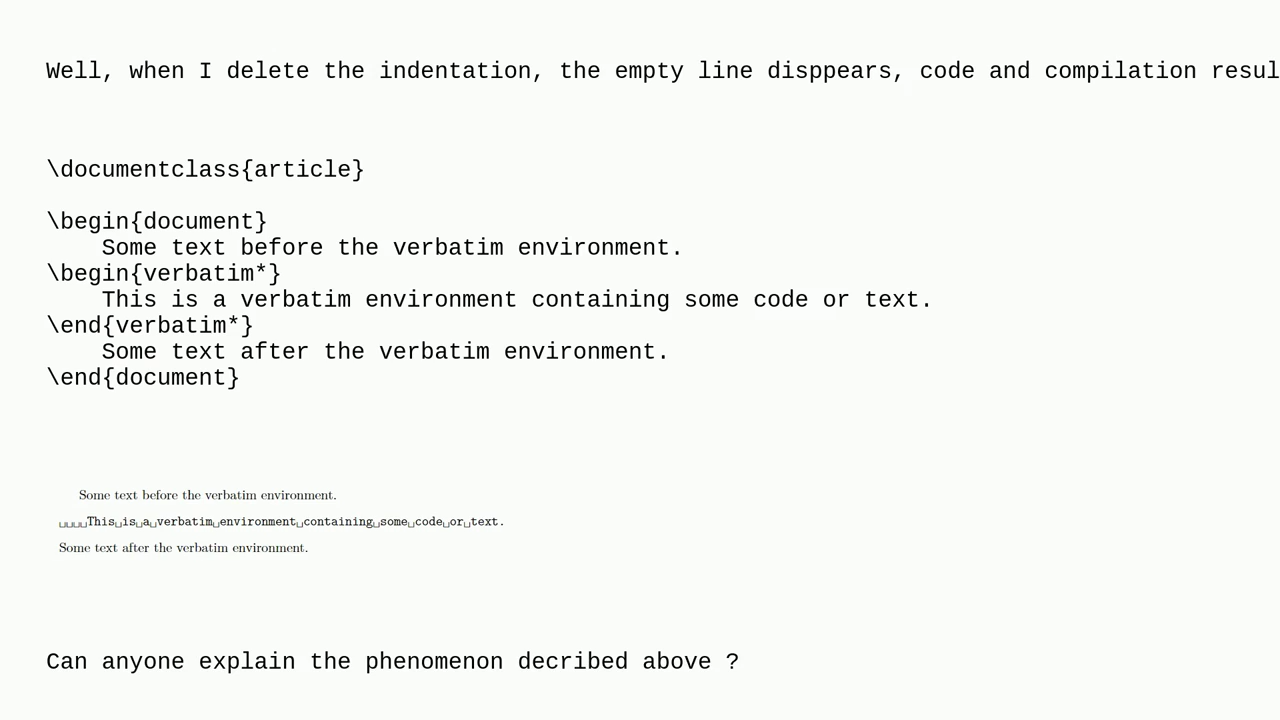 Well, when I delete the indentation, the empty line disppears, code and compilation resul
\documentclass{article}
\begin{document}
    Some text before the verbatim environment.
\begin{verbatim*}
    This is a verbatim environment containing some code or text.
\end{verbatim*}
    Some text after the verbatim environment.
\end{document}
Some text before the verbatim environment.
␣␣␣␣This␣is␣a␣verbatim␣environment␣containing␣some␣code␣or␣text.
Some text after the verbatim environment.
Can anyone explain the phenomenon decribed above ?